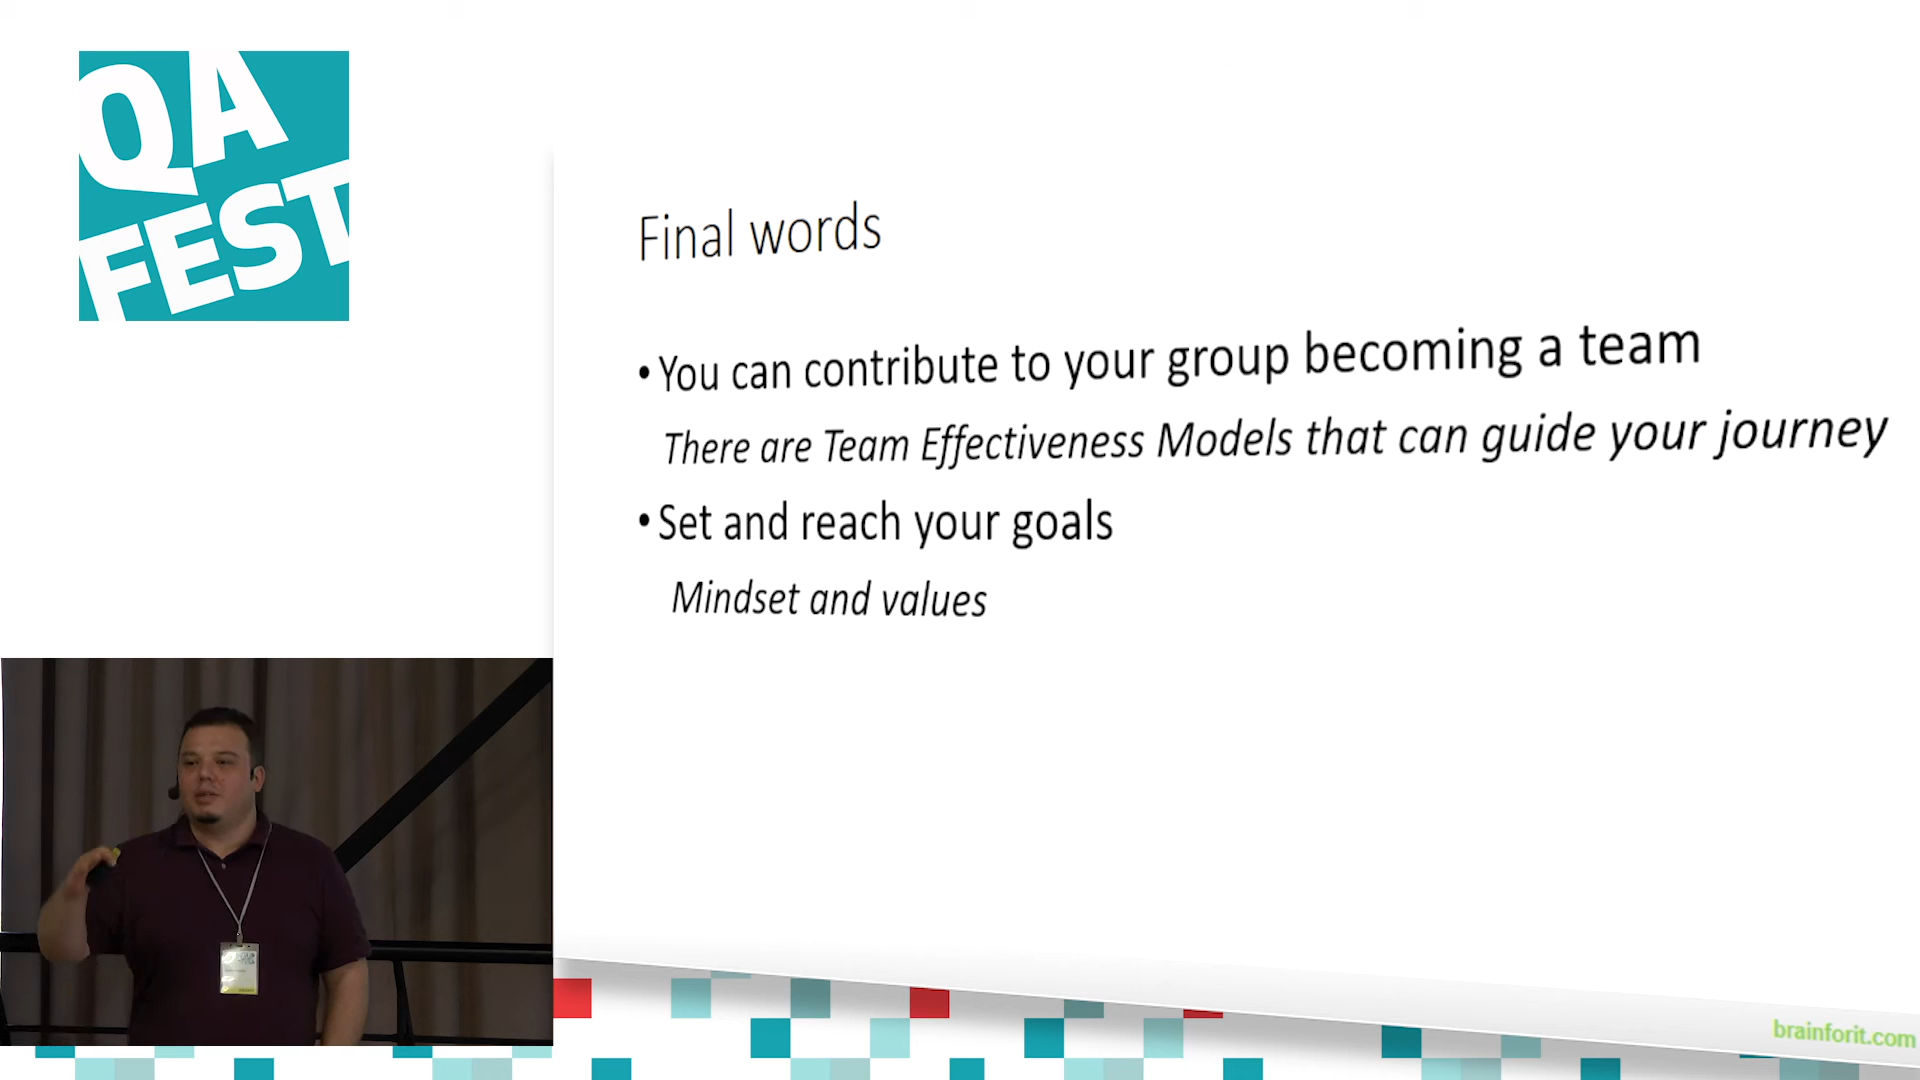 QA
FEST
Final words
• You can contribute to your group becoming a team
There are Team Effectiveness Models that can guide your journey
• Set and reach your goals
Mindset and values
brainforit.com